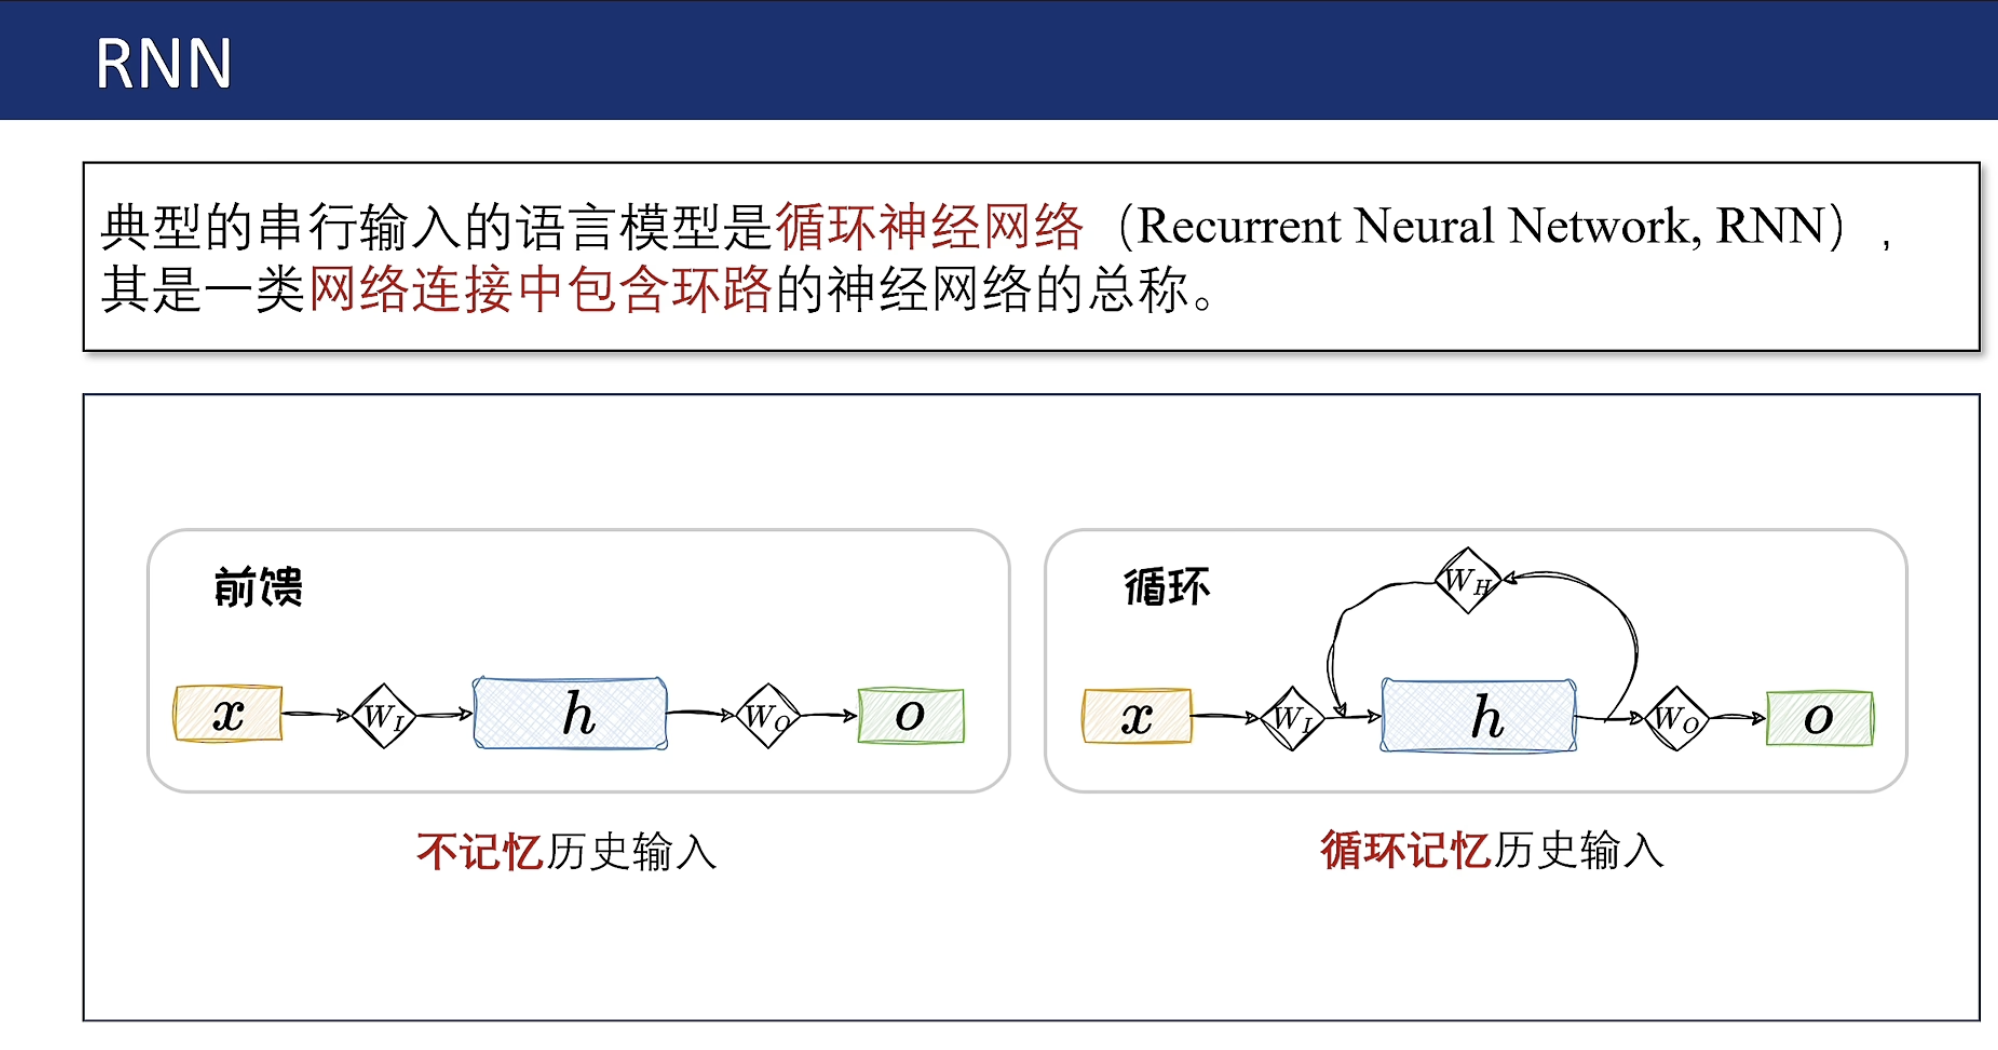 RNN
典型的串行输入的语言模型是循环神经网络（Recurrent Neural Network, RNN），
其是一类网络连接中包含环路的神经网络的总称。
前馈
x W_I h W_O o
不记忆历史输入
循环
W_H
x W_I h W_O o
循环记忆历史输入